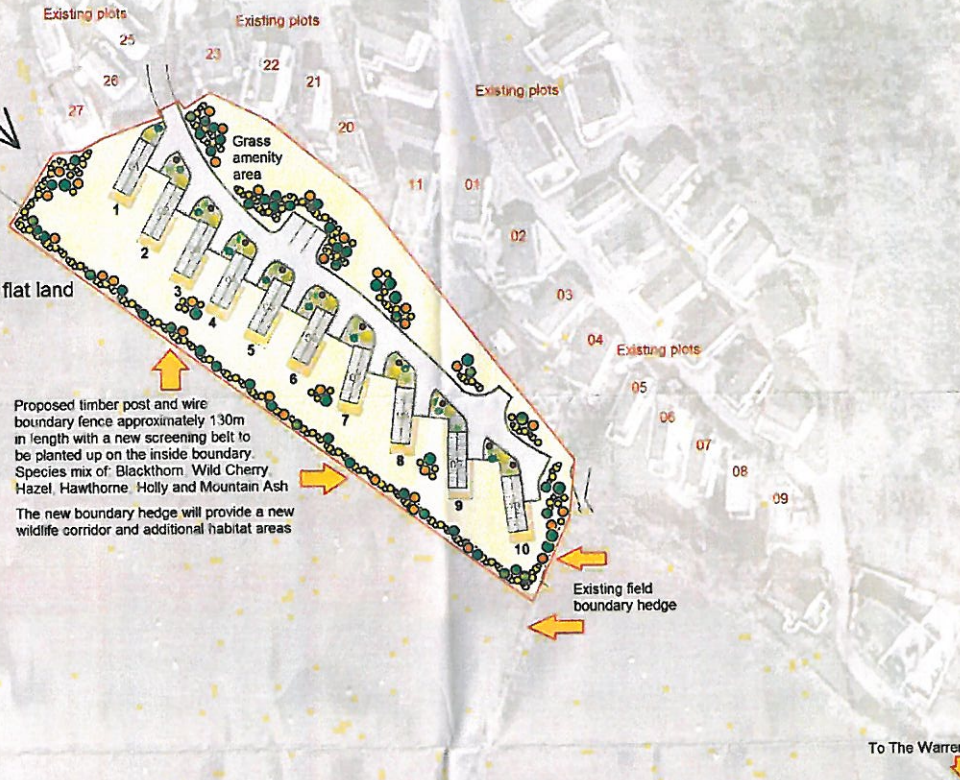 Existing plots
25
26
27
Existing plots
23
22
21
20
Existing plots
11
01
02
03
04
Existing plots
05
06
07
08
09
Grass
amenity
area
1
2
3
4
5
6
7
8
9
10
flat land
Proposed timber post and wire
boundary fence approximately 130m
in length with a new screening belt to
be planted up on the inside boundary.
Species mix of: Blackthorn, Wild Cherry,
Hazel, Hawthorne, Holly and Mountain Ash
The new boundary hedge will provide a new
wildlife corridor and additional habitat areas
Existing field
boundary hedge
To The Warren